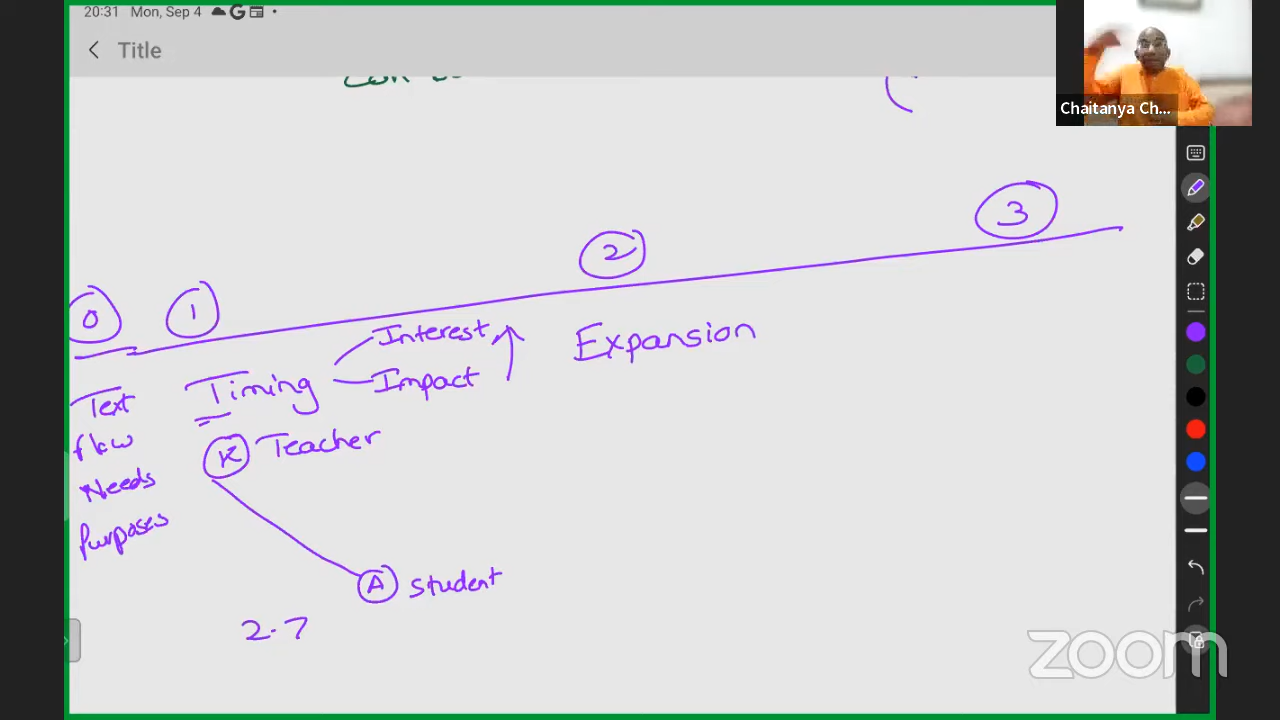 20:31 Mon, Sep 4
Title
Chaitanya Ch...
3
2
1
0
Interest
Expansion
Timing
Impact
Text
flow
K Teacher
Needs
Purposes
A student
2.7
zoom